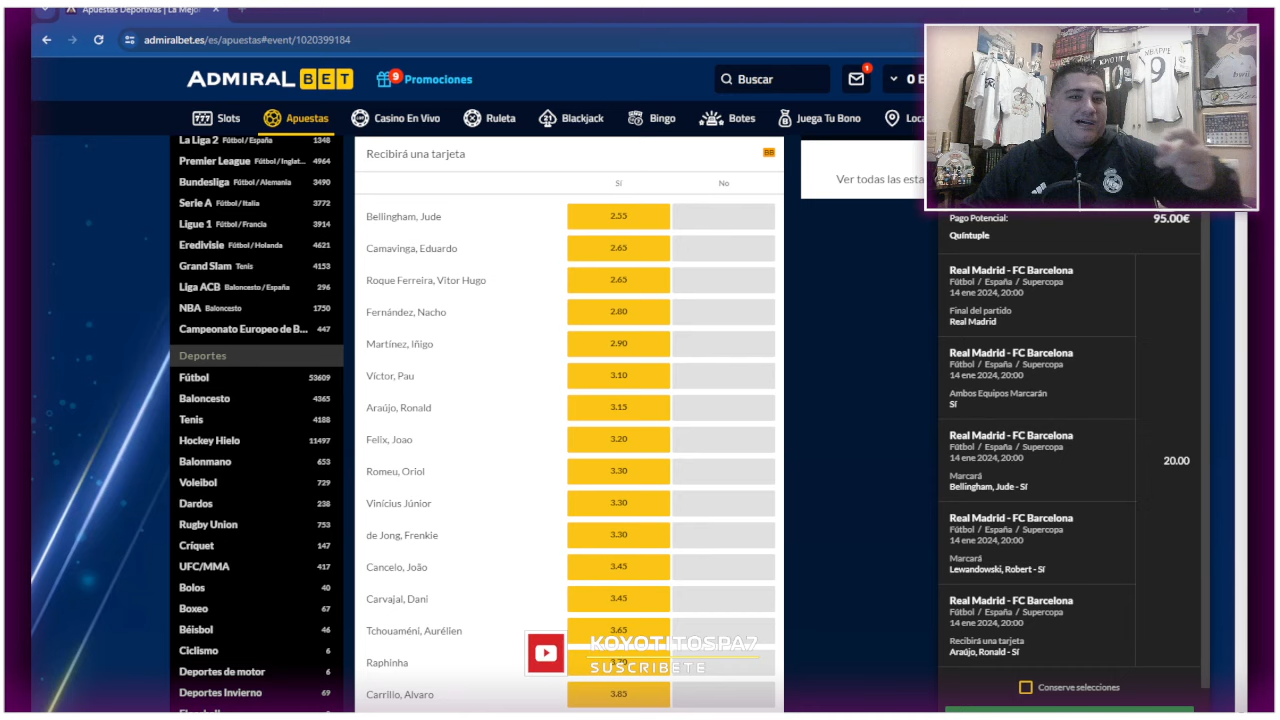 Apuestas Deportivas | La Mejor
admiralbet.es/es/apuestas#event/1020399184
ADMIRAL BET
9
Promociones
Buscar
1
0
777 Slots
Apuestas
Casino En Vivo
Ruleta
21 Blackjack
Bingo
Botes
Juega Tu Bono
MBAPPE
9
10
bwin
La Liga 2 Fútbol/España 1348
Premier League Fútbol/Inglat... 4964
Bundesliga Fútbol/Alemania 3490
Serie A Fútbol/Italia 3772
Ligue 1 Fútbol/Francia 3914
Eredivisie Fútbol/Holanda 4621
Grand Slam Tenis 4153
Liga ACB Baloncesto/España 296
NBA Baloncesto 1750
Campeonato Europeo de B... 447
Deportes
Fútbol 53609
Baloncesto 4365
Tenis 4188
Hockey Hielo 11497
Balonmano 653
Voleibol 729
Dardos 238
Rugby Union 753
Críquet 147
UFC/MMA 417
Bolos 40
Boxeo 67
Béisbol 46
Ciclismo 6
Deportes de motor 6
Deportes Invierno 69
Recibirá una tarjeta
Sí No
Bellingham, Jude 2.55
Camavinga, Eduardo 2.65
Roque Ferreira, Vitor Hugo 2.65
Fernández, Nacho 2.80
Martínez, Iñigo 2.90
Víctor, Pau 3.10
Araújo, Ronald 3.15
Felix, Joao 3.20
Romeu, Oriol 3.30
Vinícius Júnior 3.30
de Jong, Frenkie 3.30
Cancelo, João 3.45
Carvajal, Dani 3.45
Tchouaméni, Aurélien 3.65
Raphinha
Carrillo, Alvaro 3.85
KOYOTITOSPA7
SUSCRIBETE
Ver todas las
Pago Potencial: 95.00€
Quíntuple
Real Madrid - FC Barcelona
Fútbol / España / Supercopa
14 ene 2024, 20:00
Final del partido
Real Madrid
Real Madrid - FC Barcelona
Fútbol / España / Supercopa
14 ene 2024, 20:00
Ambos Equipos Marcarán
Sí
Real Madrid - FC Barcelona
Fútbol / España / Supercopa
14 ene 2024, 20:00
20.00
Marcará
Bellingham, Jude - Sí
Real Madrid - FC Barcelona
Fútbol / España / Supercopa
14 ene 2024, 20:00
Marcará
Lewandowski, Robert - Sí
Real Madrid - FC Barcelona
Fútbol / España / Supercopa
14 ene 2024, 20:00
Recibirá una tarjeta
Araújo, Ronald - Sí
Conserve selecciones